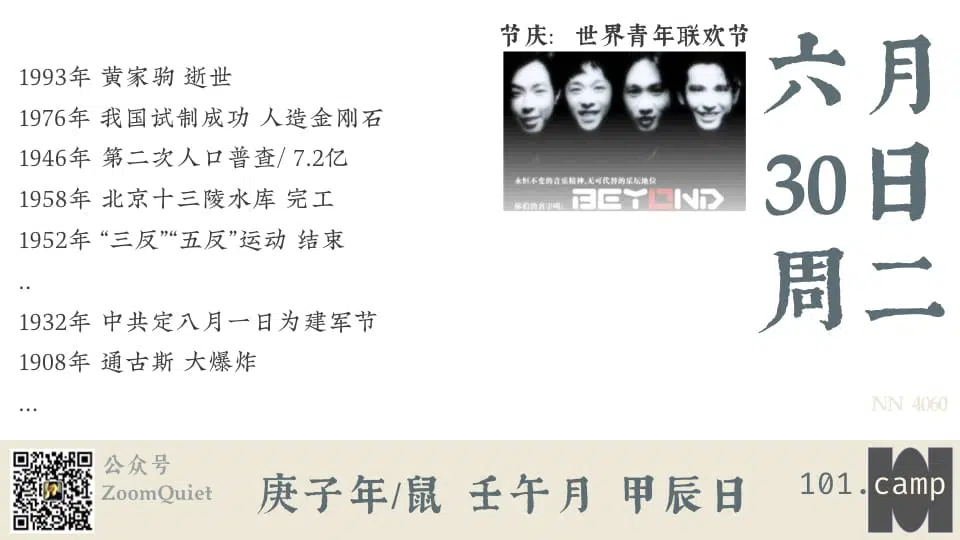 1993年 黄家驹 逝世
1976年 我国试制成功 人造金刚石
1946年 第二次人口普查/ 7.2亿
1958年 北京十三陵水库 完工
1952年 “三反”“五反”运动 结束
..
1932年 中共定八月一日为建军节
1908年 通古斯 大爆炸
...
节庆: 世界青年联欢节
永恒不变的音乐精神,无可代替的乐坛地位
你们的名字叫: BEYOND
六月
30日
周二
NN 4060
公众号
ZoomQuiet
庚子年/鼠 壬午月 甲辰日
101.camp